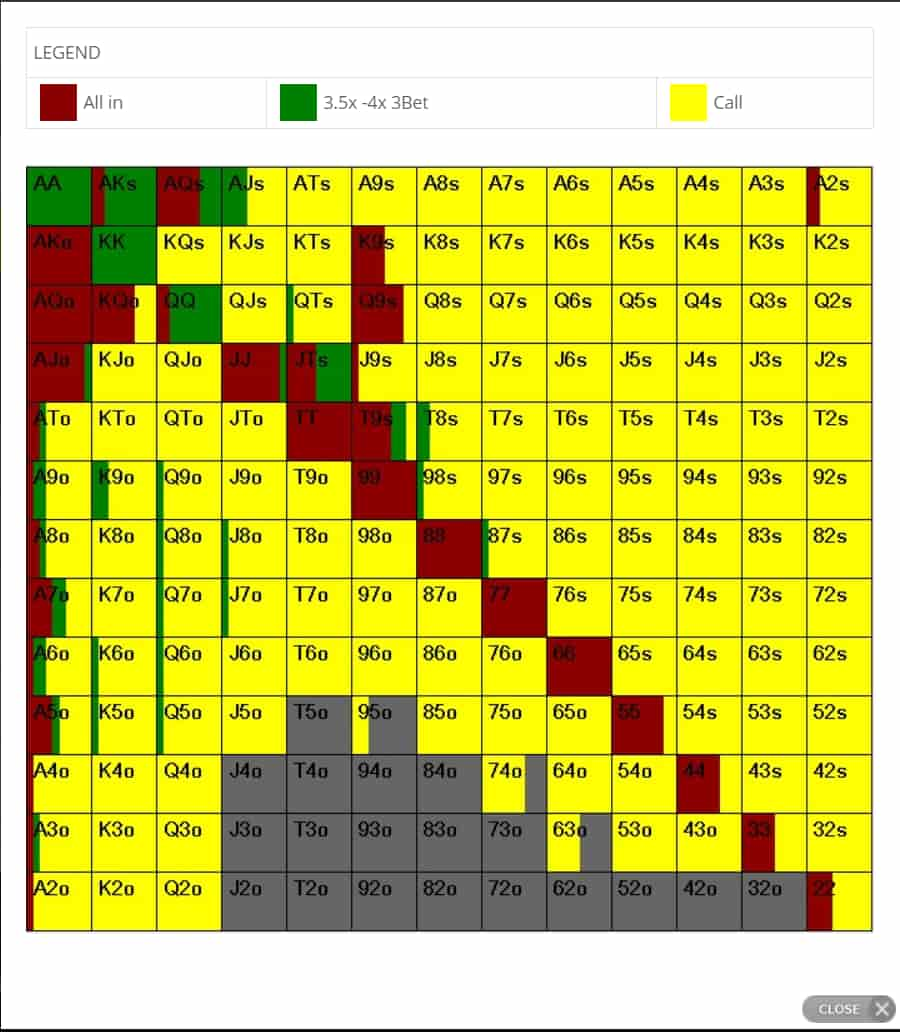 LEGEND
All in 3.5x -4x 3Bet Call
AA AKs AQs AJs ATs A9s A8s A7s A6s A5s A4s A3s A2s
AKo KK KQs KJs KTs K9s K8s K7s K6s K5s K4s K3s K2s
AQo KQo QQ QJs QTs Q9s Q8s Q7s Q6s Q5s Q4s Q3s Q2s
AJo KJo QJo JJ JTs J9s J8s J7s J6s J5s J4s J3s J2s
ATo KTo QTo JTo TT T9s T8s T7s T6s T5s T4s T3s T2s
A9o K9o Q9o J9o T9o 99 98s 97s 96s 95s 94s 93s 92s
A8o K8o Q8o J8o T8o 98o 88 87s 86s 85s 84s 83s 82s
A7o K7o Q7o J7o T7o 97o 87o 77 76s 75s 74s 73s 72s
A6o K6o Q6o J6o T6o 96o 86o 76o 66 65s 64s 63s 62s
A5o K5o Q5o J5o T5o 95o 85o 75o 65o 55 54s 53s 52s
A4o K4o Q4o J4o T4o 94o 84o 74o 64o 54o 44 43s 42s
A3o K3o Q3o J3o T3o 93o 83o 73o 63o 53o 43o 33 32s
A2o K2o Q2o J2o T2o 92o 82o 72o 62o 52o 42o 32o 22
CLOSE